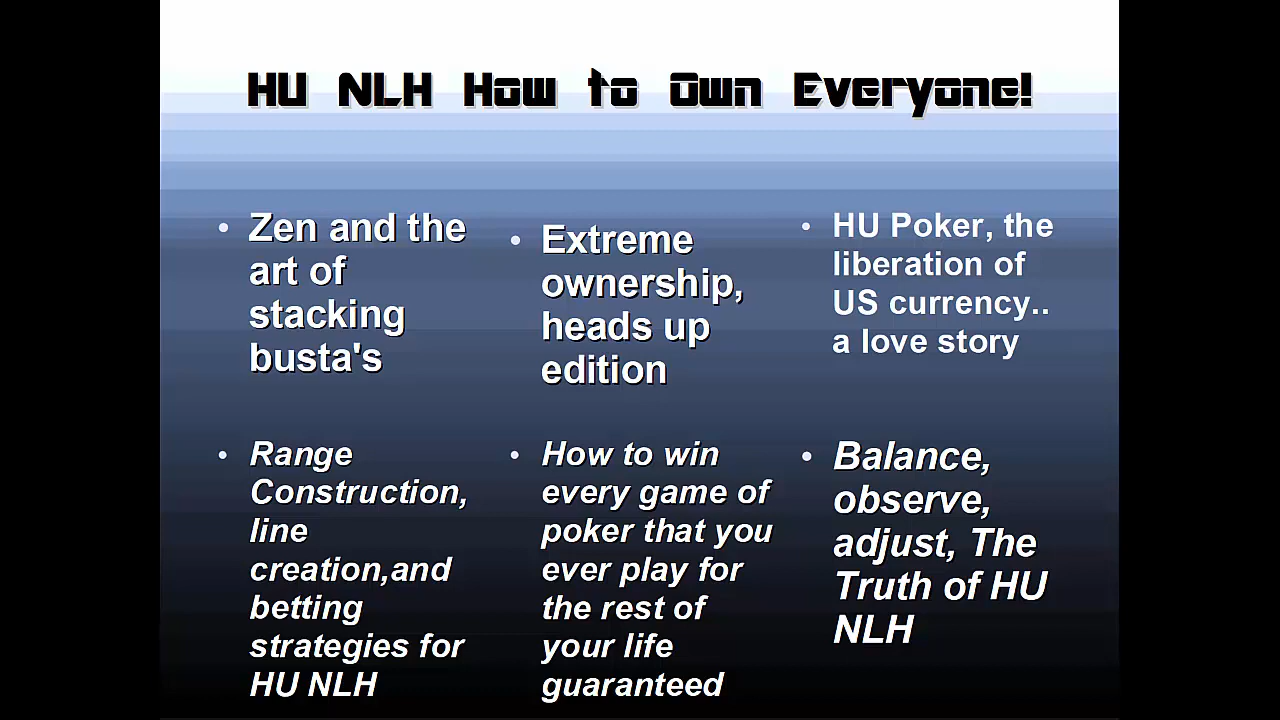 HU NLH How to Own Everyone!
• Zen and the
art of
stacking
busta's
• Extreme
ownership,
heads up
edition
• HU Poker, the
liberation of
US currency..
a love story
• Range
Construction,
line
creation,and
betting
strategies for
HU NLH
• How to win
every game of
poker that you
ever play for
the rest of
your life
guaranteed
• Balance,
observe,
adjust, The
Truth of HU
NLH